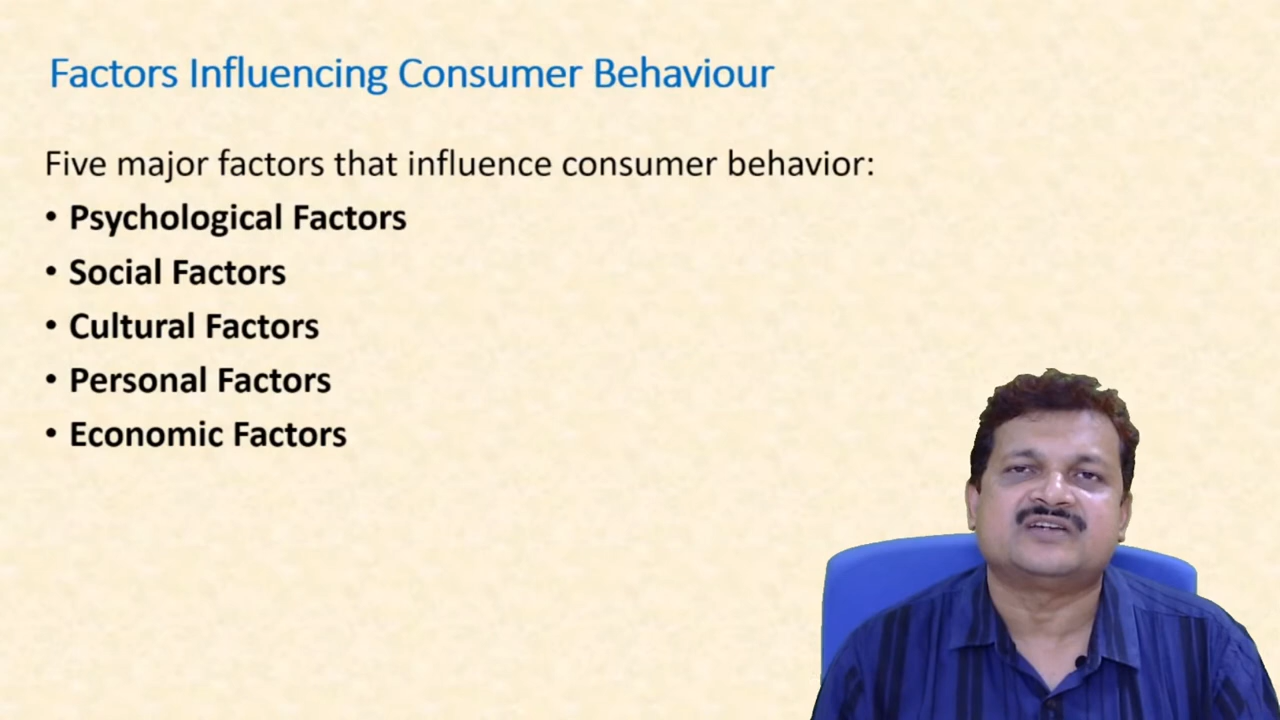 Factors Influencing Consumer Behaviour
Five major factors that influence consumer behavior:
• Psychological Factors
• Social Factors
• Cultural Factors
• Personal Factors
• Economic Factors